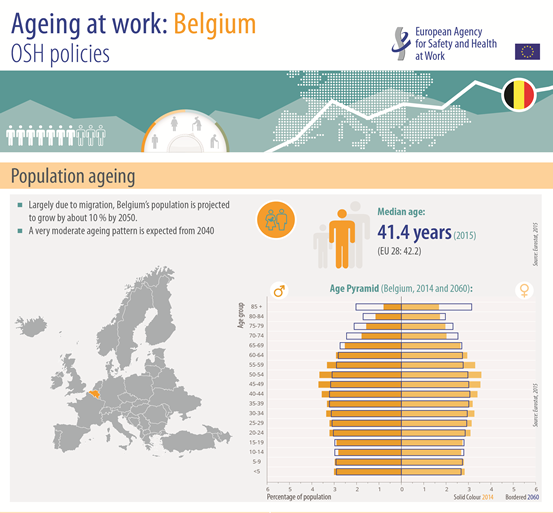 Ageing at work: Belgium
OSH policies
European Agency
for Safety and Health
at Work
Population ageing
Largely due to migration, Belgium's population is projected
to grow by about 10 % by 2050.
A very moderate ageing pattern is expected from 2040
Median age:
41.4 years (2015)
(EU 28: 42.2)
Source: Eurostat, 2015
Age Pyramid (Belgium, 2014 and 2060):
Age group
85 +
80-84
75-79
70-74
65-69
60-64
55-59
50-54
45-49
40-44
35-39
30-34
25-29
20-24
15-19
10-14
5-9
<5
6 5 4 3 2 1 0 1 2 3 4 5 6
Percentage of population
Solid Colour 2014 Bordered 2060
Source: Eurostat, 2015